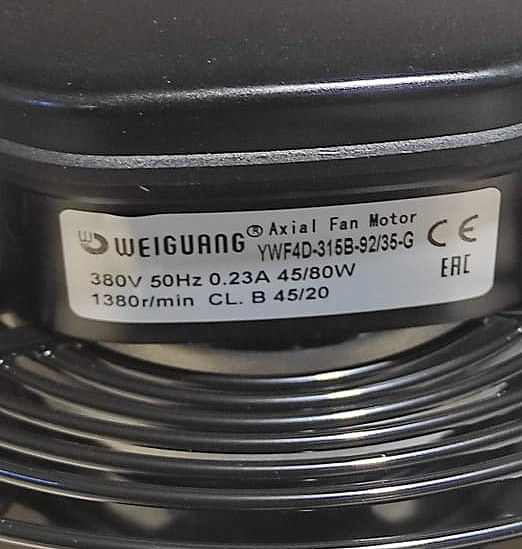 WEIGUANG® Axial Fan Motor
YWF4D-315B-92/35-G CE
380V 50Hz 0.23A 45/80W EAC
1380r/min CL. B 45/20